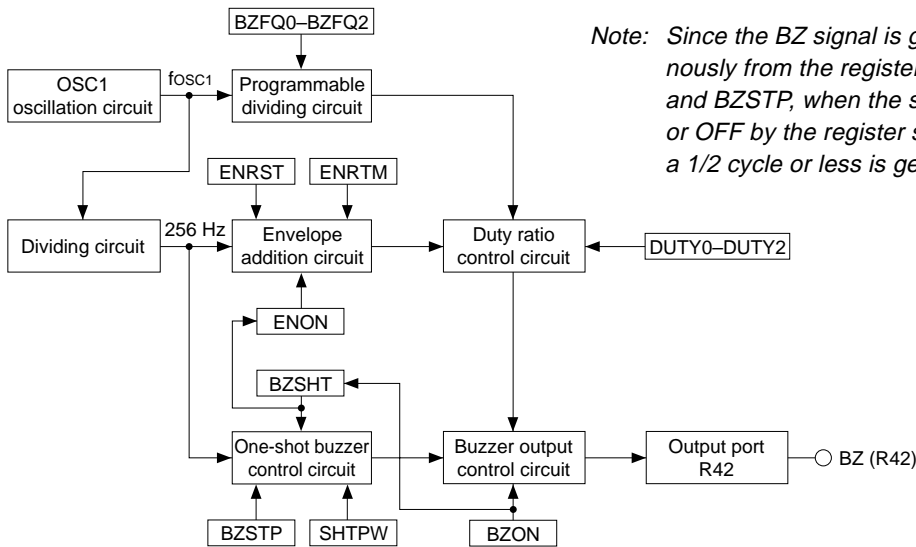 BZFQ0–BZFQ2
OSC1
oscillation circuit
fOSC1
Programmable
dividing circuit
Note: Since the BZ signal is g
nously from the register
and BZSTP, when the s
or OFF by the register s
a 1/2 cycle or less is ge
ENRST
ENRTM
Dividing circuit
256 Hz
Envelope
addition circuit
Duty ratio
control circuit
DUTY0–DUTY2
ENON
BZSHT
One-shot buzzer
control circuit
Buzzer output
control circuit
Output port
R42
BZ (R42)
BZSTP
SHTPW
BZON